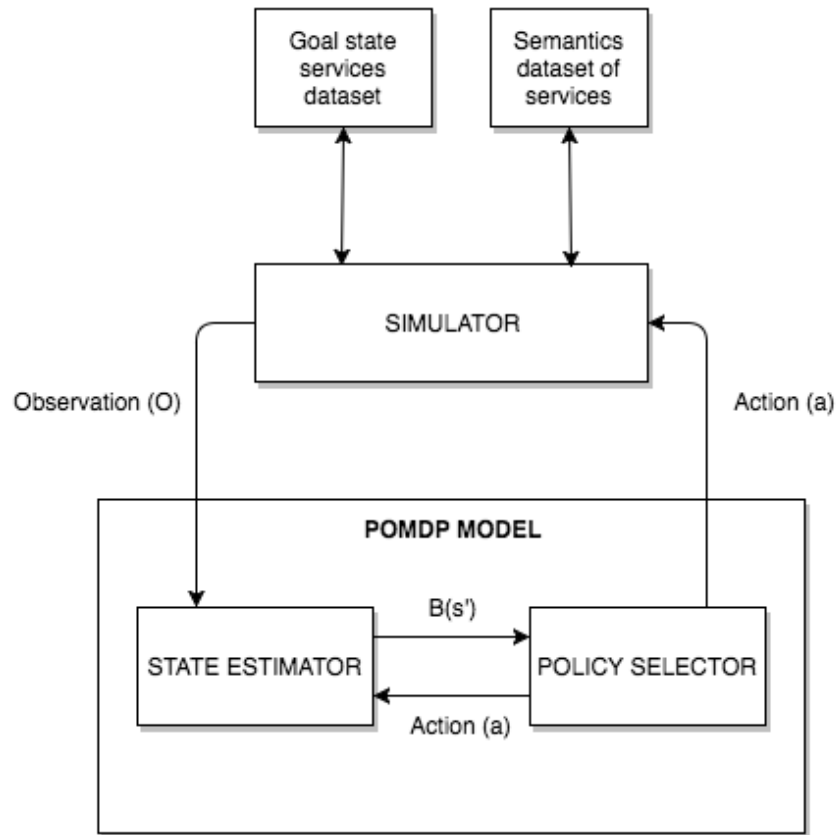 Goal state
services
dataset
Semantics
dataset of
services
SIMULATOR
Observation (O)
Action (a)
POMDP MODEL
B(s')
STATE ESTIMATOR
POLICY SELECTOR
Action (a)